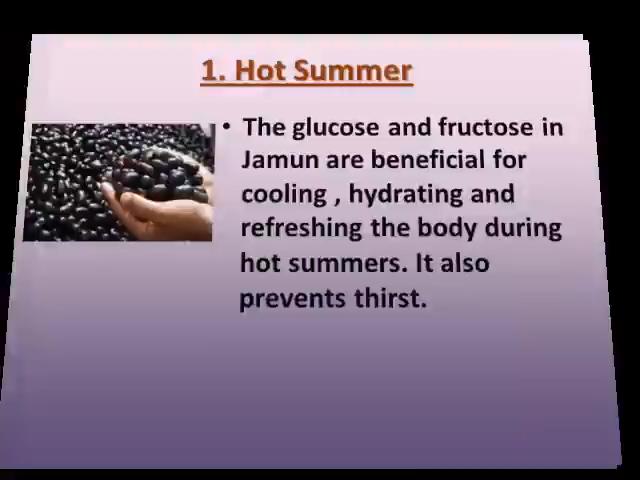 1. Hot Summer
• The glucose and fructose in
Jamun are beneficial for
cooling , hydrating and
refreshing the body during
hot summers. It also
prevents thirst.